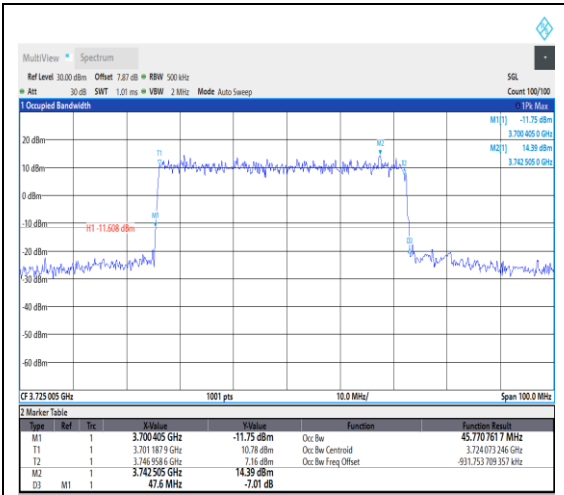 MultiView Spectrum
Ref Level 30.00 dBm Offset 7.87 dB RBW 500 kHz SGL
Att 30 dB SWT 1.01 ms VBW 2 MHz Mode Auto Sweep Count 100/100
1 Occupied Bandwidth 1Pk Max
M1[1] -11.75 dBm
3.700 405 0 GHz
M2[1] 14.39 dBm
3.742 505 0 GHz
20 dBm
M2
T1
T2
10 dBm
0 dBm
M1
-10 dBm
H1 -11.608 dBm
D3
-20 dBm
-30 dBm
-40 dBm
-50 dBm
-60 dBm
CF 3.725 005 GHz 1001 pts 10.0 MHz/ Span 100.0 MHz
2 Marker Table
Type Ref Trc X-Value Y-Value Function Function Result
M1 1 3.700 405 GHz -11.75 dBm Occ Bw 45.770 761 7 MHz
T1 1 3.701 187 9 GHz 10.78 dBm Occ Bw Centroid 3.724 073 246 GHz
T2 1 3.746 958 6 GHz 7.16 dBm Occ Bw Freq Offset -931.753 709 357 kHz
M2 1 3.742 505 GHz 14.39 dBm
D3 M1 1 47.6 MHz -7.01 dB